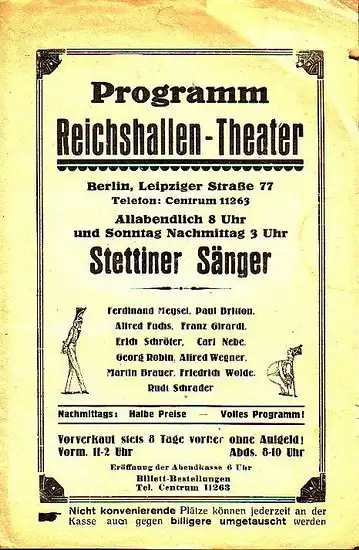 Programm
Reichshallen-Theater
Berlin, Leipziger Straße 77
Telefon: Centrum 11263
Allabendlich 8 Uhr
und Sonntag Nachmittag 3 Uhr
Stettiner Sänger
Ferdinand Meysel, Paul Britton,
Alfred Fuchs, Franz Girardi,
Erich Schröter, Carl Nebe,
Georg Robin, Alfred Wegner,
Martin Brauer, Friedrich Wolde,
Rudi Schrader
Nachmittags: Halbe Preise — Volles Programm!
Vorverkauf stets 8 Tage vorher ohne Aufgeld!
Vorm. 11-2 Uhr Abds. 8-10 Uhr
Eröffnung der Abendkasse 6 Uhr
Billett-Bestellungen
Tel. Centrum 11263
Nicht konvenierende Plätze können jederzeit an der
Kasse auch gegen billigere umgetauscht werden